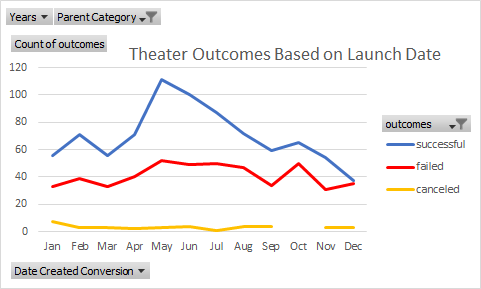 Years Parent Category
Count of outcomes
Theater Outcomes Based on Launch Date
120
100
80
60
40
20
0
Jan Feb Mar Apr May Jun Jul Aug Sep Oct Nov Dec
outcomes
successful
failed
canceled
Date Created Conversion